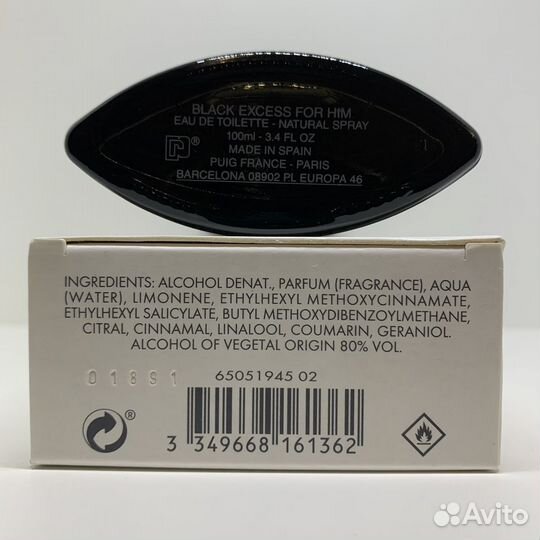 BLACK EXCESS FOR HIM
EAU DE TOILETTE - NATURAL SPRAY
100ml - 3.4 FL OZ
MADE IN SPAIN
PUIG FRANCE - PARIS
BARCELONA 08902 PL EUROPA 46
®
1
INGREDIENTS: ALCOHOL DENAT., PARFUM (FRAGRANCE), AQUA
(WATER), LIMONENE, ETHYLHEXYL METHOXYCINNAMATE,
ETHYLHEXYL SALICYLATE, BUTYL METHOXYDIBENZOYLMETHANE,
CITRAL, CINNAMAL, LINALOOL, COUMARIN, GERANIOL.
ALCOHOL OF VEGETAL ORIGIN 80% VOL.
01891
65051945 02
®
3 349668 161362
Avito